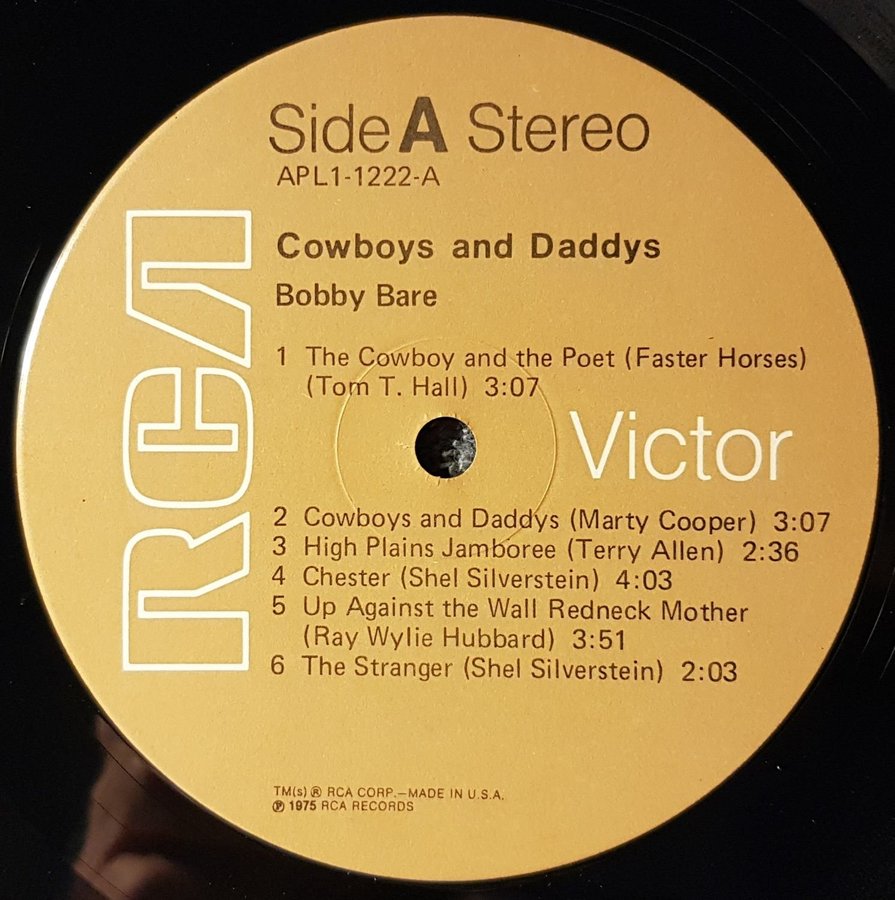 Side A Stereo
APL1-1222-A
Cowboys and Daddys
Bobby Bare
1 The Cowboy and the Poet (Faster Horses)
(Tom T. Hall) 3:07
RCA
Victor
2 Cowboys and Daddys (Marty Cooper) 3:07
3 High Plains Jamboree (Terry Allen) 2:36
4 Chester (Shel Silverstein) 4:03
5 Up Against the Wall Redneck Mother
(Ray Wylie Hubbard) 3:51
6 The Stranger (Shel Silverstein) 2:03
TM(s) ® RCA CORP.—MADE IN U.S.A.
℗ 1975 RCA RECORDS